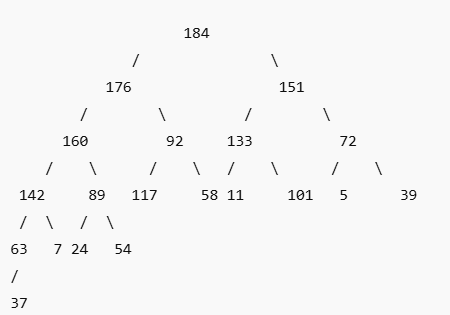 184
/ \
176 151
/ \ / \
160 92 133 72
/ \ / \ / \ / \
142 89 117 58 11 101 5 39
/ \ / \
63 7 24 54
/
37